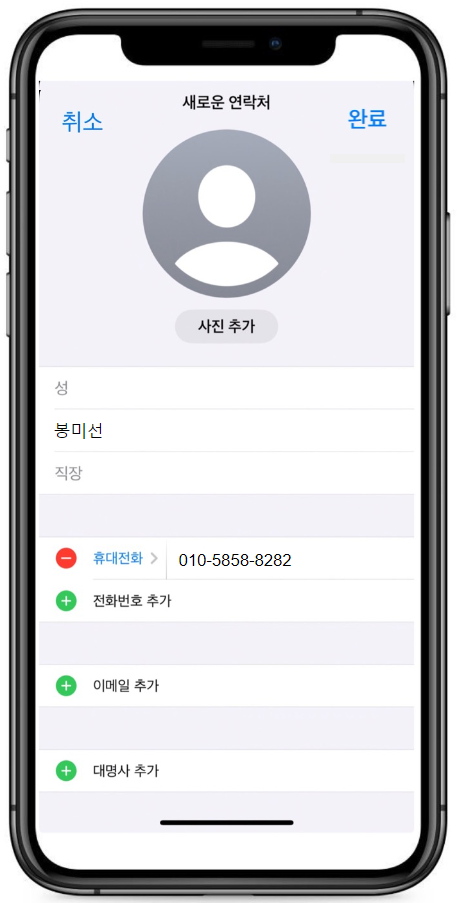 새로운 연락처
취소
완료
사진 추가
성
봉미선
직장
휴대전화 010-5858-8282
전화번호 추가
이메일 추가
대명사 추가